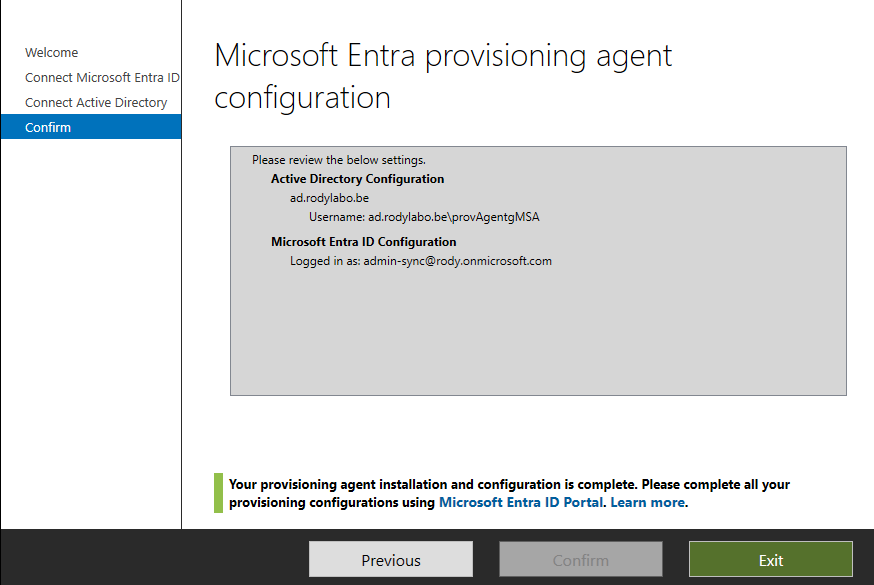 Welcome
Connect Microsoft Entra ID
Connect Active Directory
Confirm
Microsoft Entra provisioning agent
configuration
Please review the below settings.
Active Directory Configuration
ad.rodylabo.be
Username: ad.rodylabo.be\provAgentgMSA
Microsoft Entra ID Configuration
Logged in as: admin-sync@rody.onmicrosoft.com
Your provisioning agent installation and configuration is complete. Please complete all your
provisioning configurations using Microsoft Entra ID Portal. Learn more.
Previous
Confirm
Exit